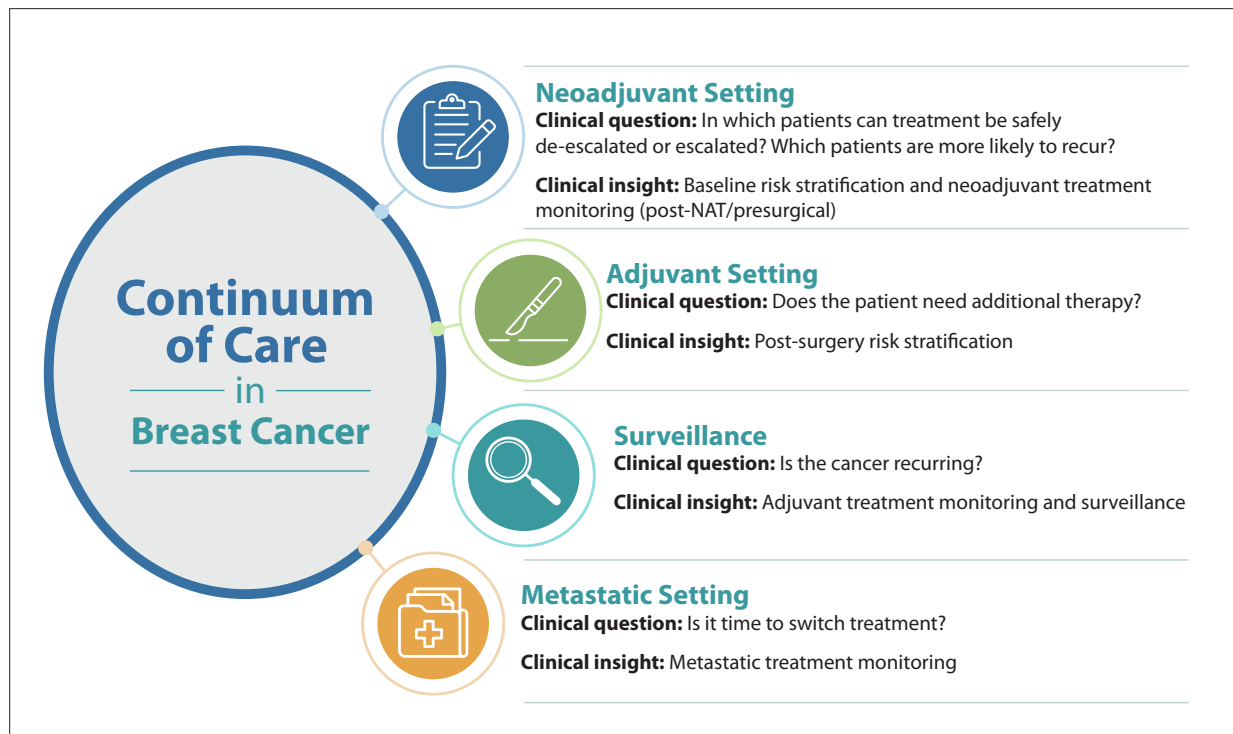 Continuum
of Care
in
Breast Cancer
Neoadjuvant Setting
Clinical question: In which patients can treatment be safely
de-escalated or escalated? Which patients are more likely to recur?
Clinical insight: Baseline risk stratification and neoadjuvant treatment
monitoring (post-NAT/presurgical)
Adjuvant Setting
Clinical question: Does the patient need additional therapy?
Clinical insight: Post-surgery risk stratification
Surveillance
Clinical question: Is the cancer recurring?
Clinical insight: Adjuvant treatment monitoring and surveillance
Metastatic Setting
Clinical question: Is it time to switch treatment?
Clinical insight: Metastatic treatment monitoring